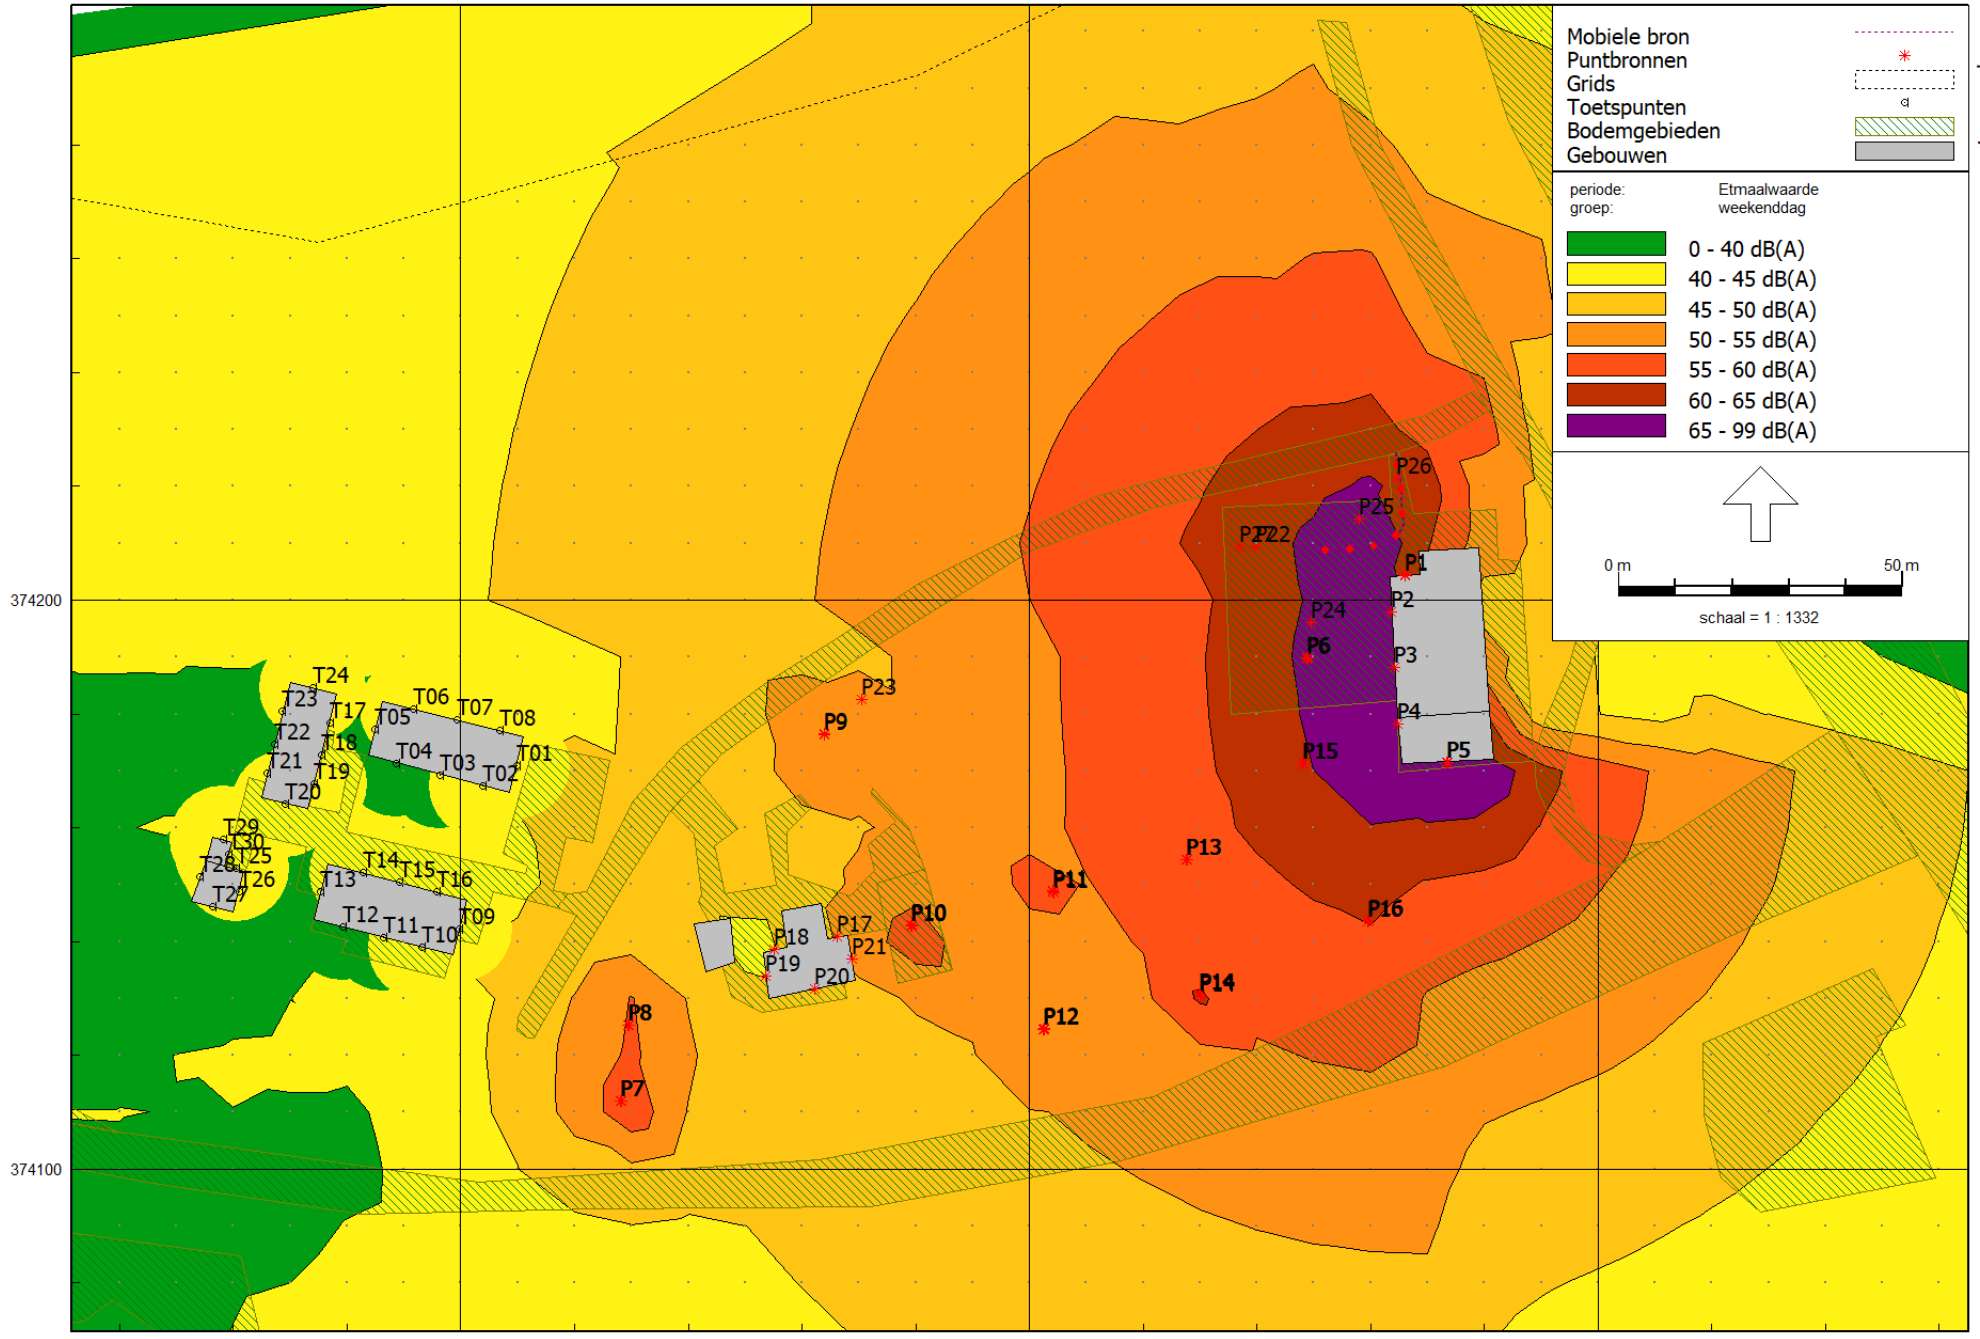 Mobiele bron
Puntbronnen
Grids
Toetspunten
Bodemgebieden
Gebouwen
periode: Etmaalwaarde
groep: weekenddag
0 - 40 dB(A)
40 - 45 dB(A)
45 - 50 dB(A)
50 - 55 dB(A)
55 - 60 dB(A)
60 - 65 dB(A)
65 - 99 dB(A)
0 m 50 m
schaal = 1 : 1332
P26
P25
P27 P22
P1
374200
P2
P24
P6
P3
T24
T23
T17
T06
P23
T05
T07
T08
P9
P4
T22
T18
T04
T01
P15
P5
T21
T19
T03
T02
T20
T29
T30
T25
P13
T28
T26
T14
T15
T16
T13
T27
P11
P16
T12
T11
T09
T10
P10
P17
P18
P21
P19
P20
P14
P8
P12
P7
374100